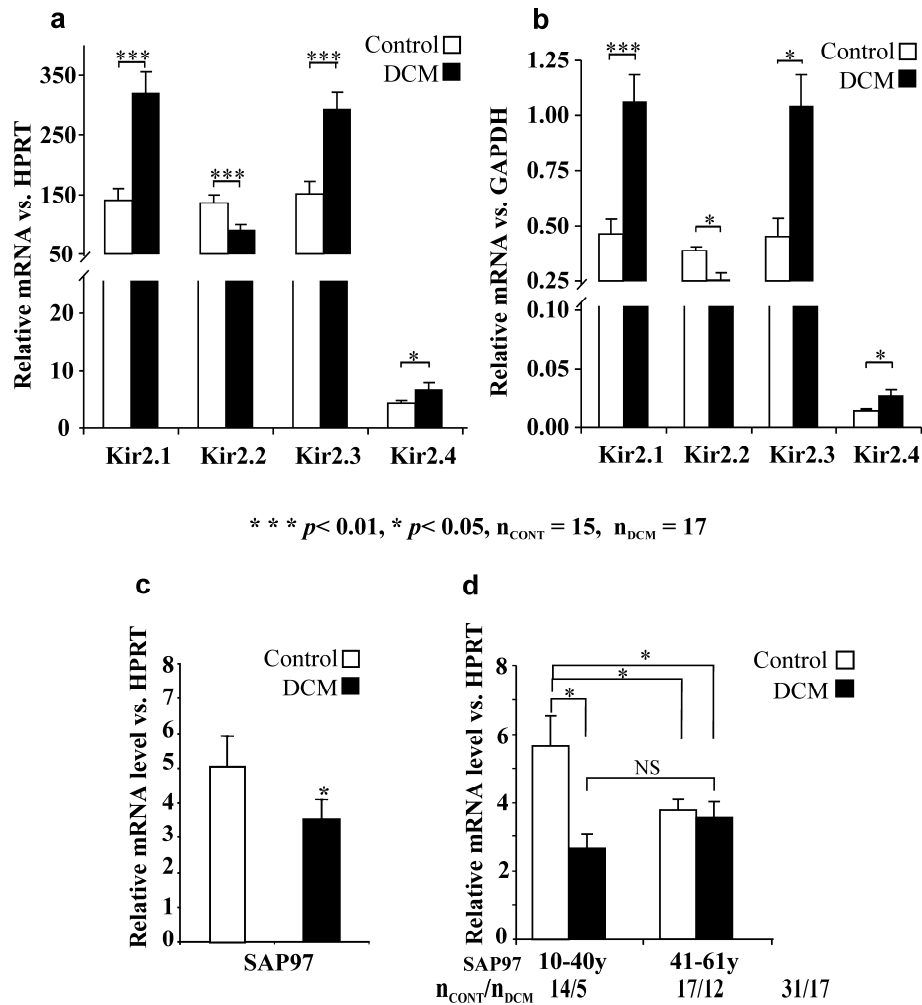 a
Relative mRNA vs. HPRT
Control
DCM
350
250
150
50
20
10
0
***
***
***
*
Kir2.1 Kir2.2 Kir2.3 Kir2.4
b
Relative mRNA vs. GAPDH
Control
DCM
1.25
1.00
0.75
0.50
0.25
0.10
0.05
0.00
***
*
*
*
Kir2.1 Kir2.2 Kir2.3 Kir2.4
* * * p< 0.01, * p< 0.05, nCONT = 15, nDCM = 17
c
Relative mRNA level vs. HPRT
Control
DCM
8
7
6
5
4
3
2
1
0
*
SAP97
d
Relative mRNA level vs. HPRT
Control
DCM
8
6
4
2
0
*
*
*
NS
SAP97 10-40y 41-61y
nCONT/nDCM 14/5 17/12 31/17